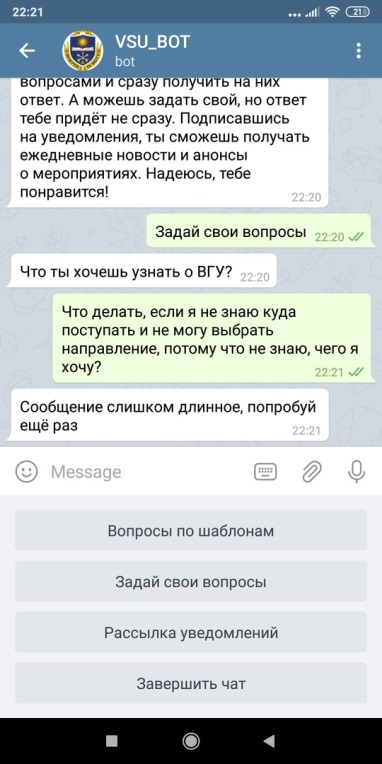 22:21
21
VSU_BOT
bot
вопросами и сразу получить на них
ответ. А можешь задать свой, но ответ
тебе придёт не сразу. Подписавшись
на уведомления, ты сможешь получать
ежедневные новости и анонсы
о мероприятиях. Надеюсь, тебе
понравится!
22:20
Задай свои вопросы
22:20
Что ты хочешь узнать о ВГУ?
22:20
Что делать, если я не знаю куда
поступать и не могу выбрать
направление, потому что не знаю, чего я
хочу?
22:21
Сообщение слишком длинное, попробуй
ещё раз
22:21
Message
Вопросы по шаблонам
Задай свои вопросы
Рассылка уведомлений
Завершить чат